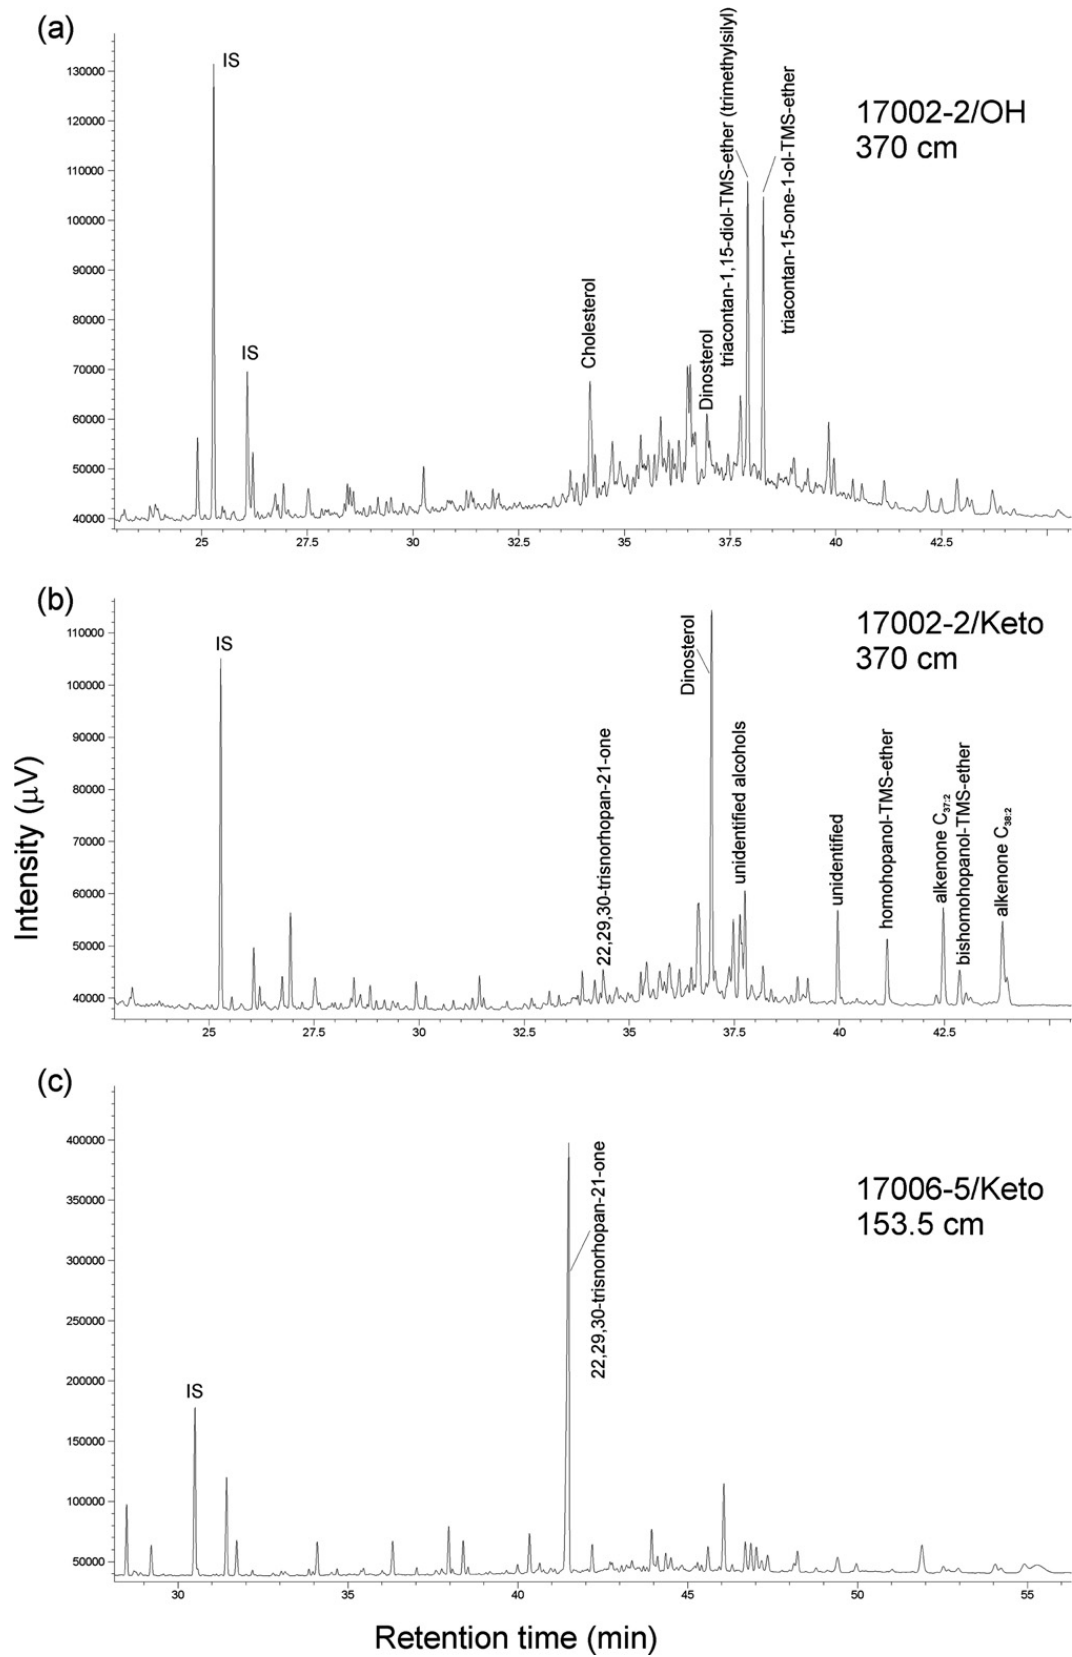 (a)
IS
IS
Cholesterol
Dinosterol
triacontan-1,15-diol-TMS-ether (trimethylsilyl)
triacontan-15-one-1-ol-TMS-ether
17002-2/OH
370 cm
130000
120000
110000
100000
90000
80000
70000
60000
50000
40000
25
27.5
30
32.5
35
37.5
40
42.5
(b)
IS
22,29,30-trisnorhopan-21-one
Dinosterol
unidentified alcohols
unidentified
homohopanol-TMS-ether
alkenone C37:2
bishomohopanol-TMS-ether
alkenone C38:2
17002-2/Keto
370 cm
110000
100000
90000
80000
70000
60000
50000
40000
25
27.5
30
32.5
35
37.5
40
42.5
Intensity (μV)
(c)
IS
22,29,30-trisnorhopan-21-one
17006-5/Keto
153.5 cm
400000
350000
300000
250000
200000
150000
100000
50000
30
35
40
45
50
55
Retention time (min)